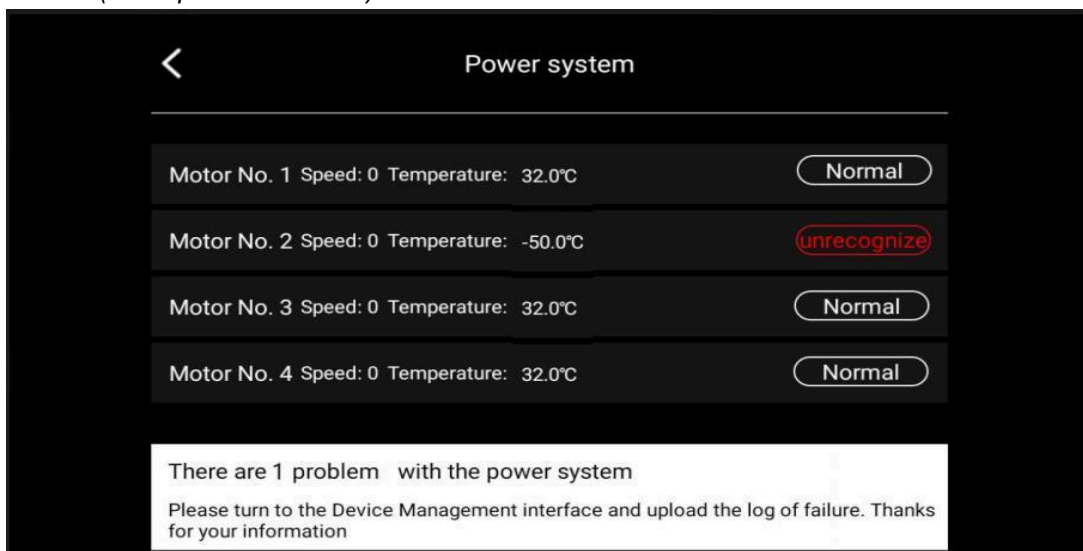 Power system
Motor No. 1 Speed: 0 Temperature: 32.0℃ Normal
Motor No. 2 Speed: 0 Temperature: -50.0℃ unrecognize
Motor No. 3 Speed: 0 Temperature: 32.0℃ Normal
Motor No. 4 Speed: 0 Temperature: 32.0℃ Normal
There are 1 problem with the power system
Please turn to the Device Management interface and upload the log of failure. Thanks
for your information